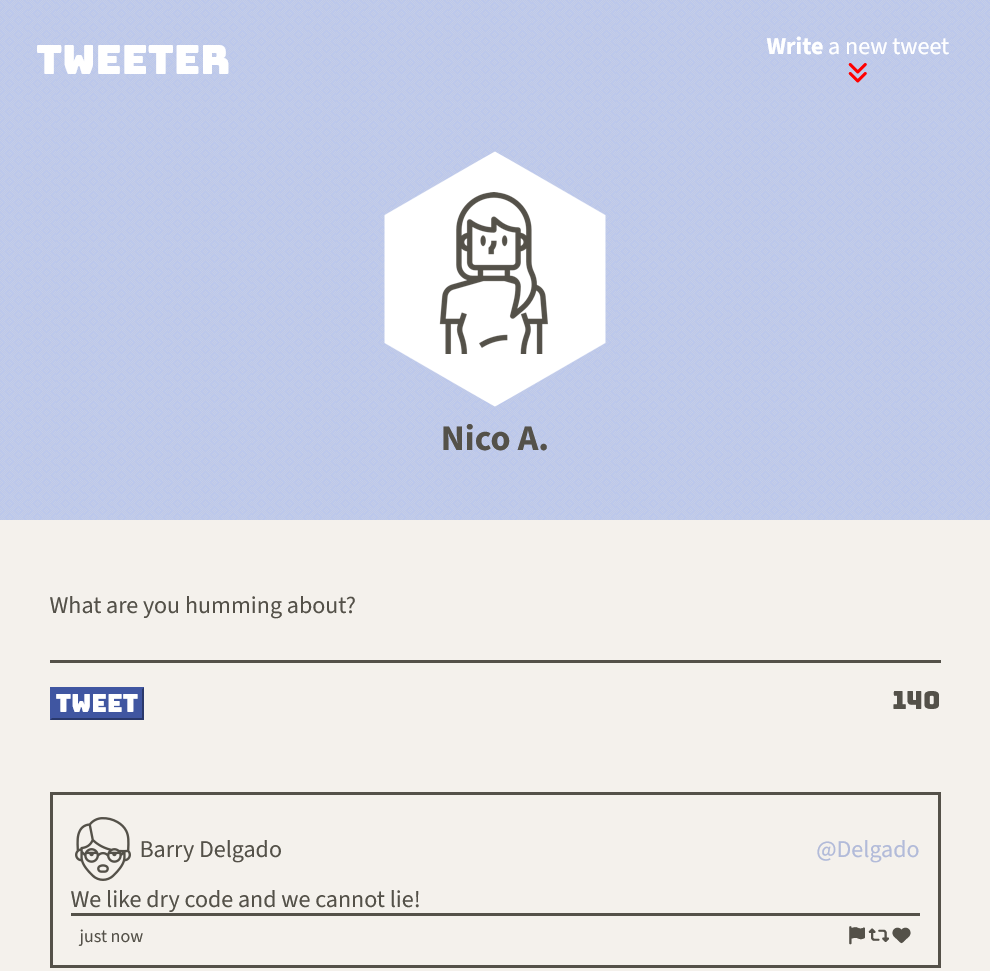 TWEETER
Write a new tweet
Nico A.
What are you humming about?
TWEET
140
Barry Delgado
@Delgado
We like dry code and we cannot lie!
just now